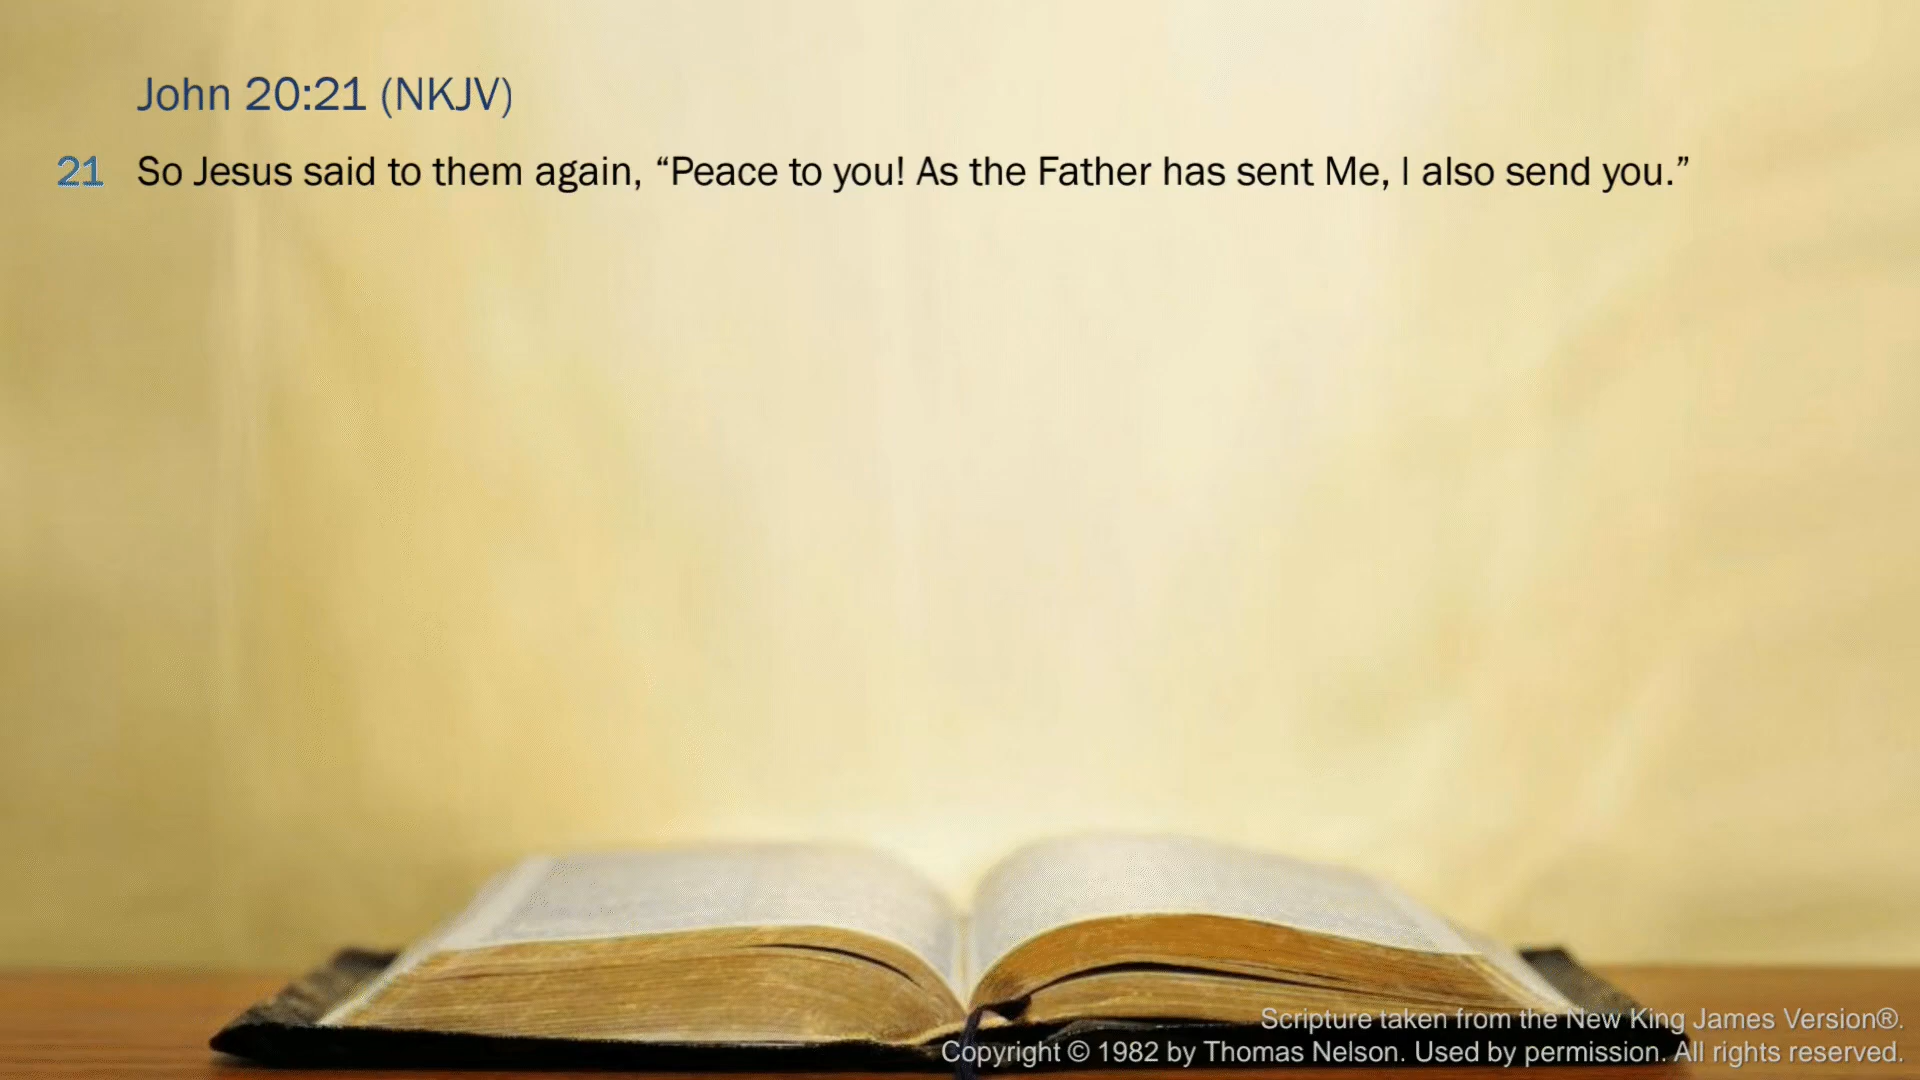 John 20:21 (NKJV)
21 So Jesus said to them again, “Peace to you! As the Father has sent Me, I also send you.”
Scripture taken from the New King James Version®.
Copyright © 1982 by Thomas Nelson. Used by permission. All rights reserved.